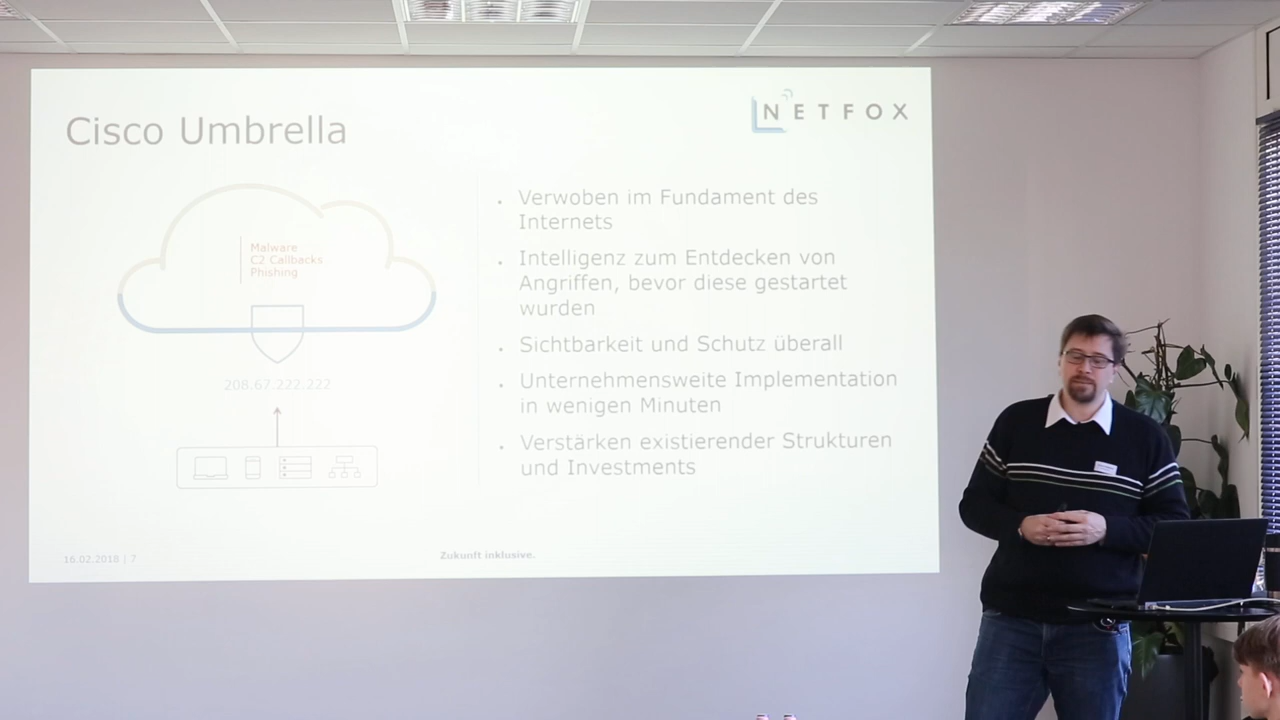 Cisco Umbrella
NETFOX
Malware
C2 Callbacks
Phishing
208.67.222.222
• Verwoben im Fundament des
Internets
• Intelligenz zum Entdecken von
Angriffen, bevor diese gestartet
wurden
• Sichtbarkeit und Schutz überall
• Unternehmensweite Implementation
in wenigen Minuten
• Verstärken existierender Strukturen
und Investments
16.02.2018 | 7
Zukunft inklusive.